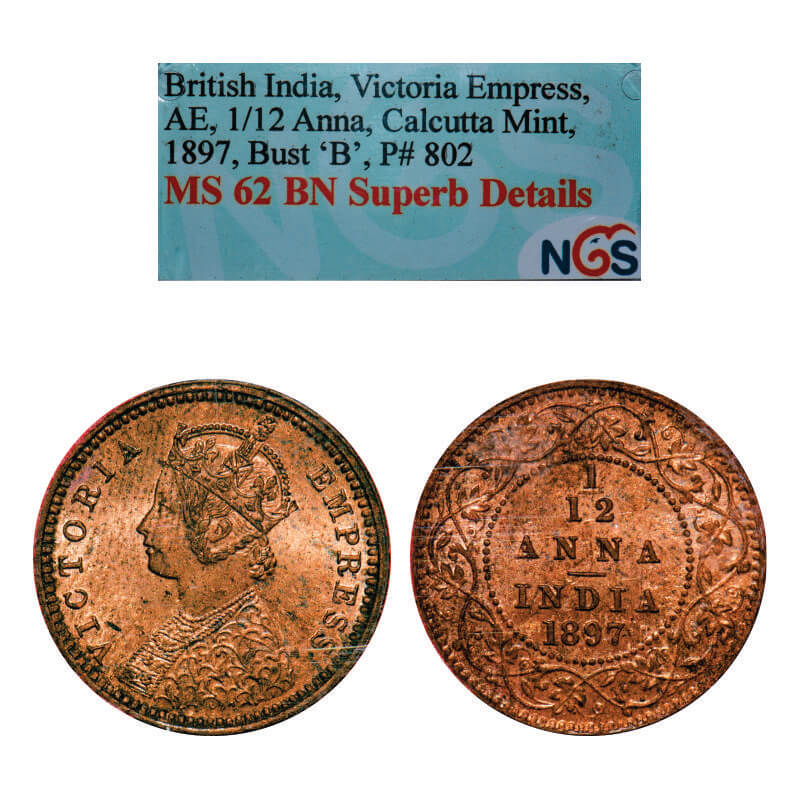 British India, Victoria Empress,
AE, 1/12 Anna, Calcutta Mint,
1897, Bust ‘B’, P# 802
MS 62 BN Superb Details
NGS
NGS
VICTORIA EMPRESS
1
12
ANNA
INDIA
1897